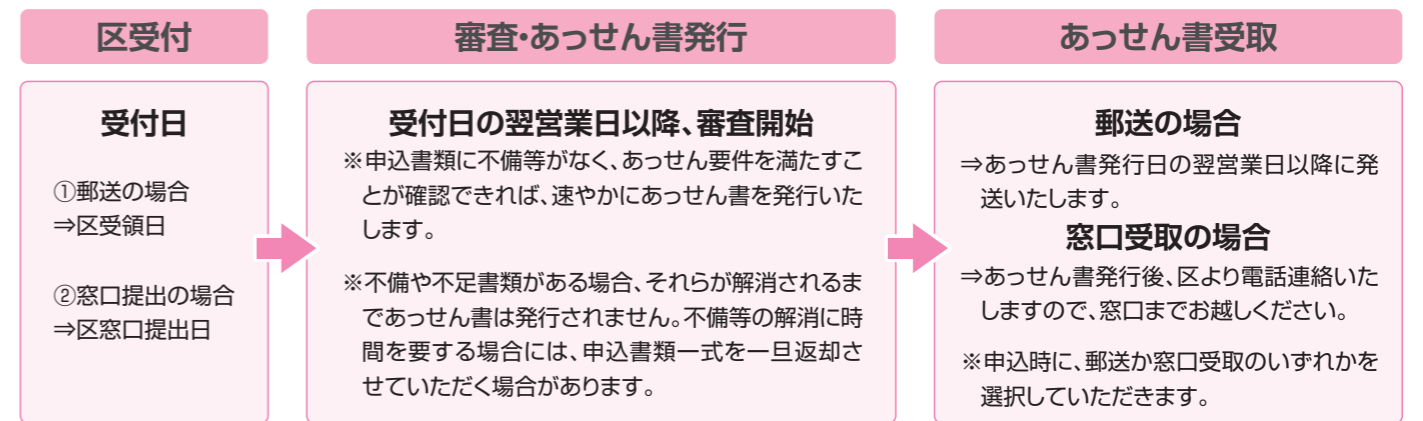 区受付
受付日
①郵送の場合
⇒区受領日
②窓口提出の場合
⇒区窓口提出日
審査・あっせん書発行
受付日の翌営業日以降、審査開始
※申込書類に不備等がなく、あっせん要件を満たすこ
とが確認できれば、速やかにあっせん書を発行いた
します。
※不備や不足書類がある場合、それらが解消されるま
であっせん書は発行されません。不備等の解消に時
間を要する場合には、申込書類一式を一旦返却さ
せていただく場合があります。
あっせん書受取
郵送の場合
⇒あっせん書発行日の翌営業日以降に発
送いたします。
窓口受取の場合
⇒あっせん書発行後、区より電話連絡いた
しますので、窓口までお越しください。
※申込時に、郵送か窓口受取のいずれかを
選択していただきます。